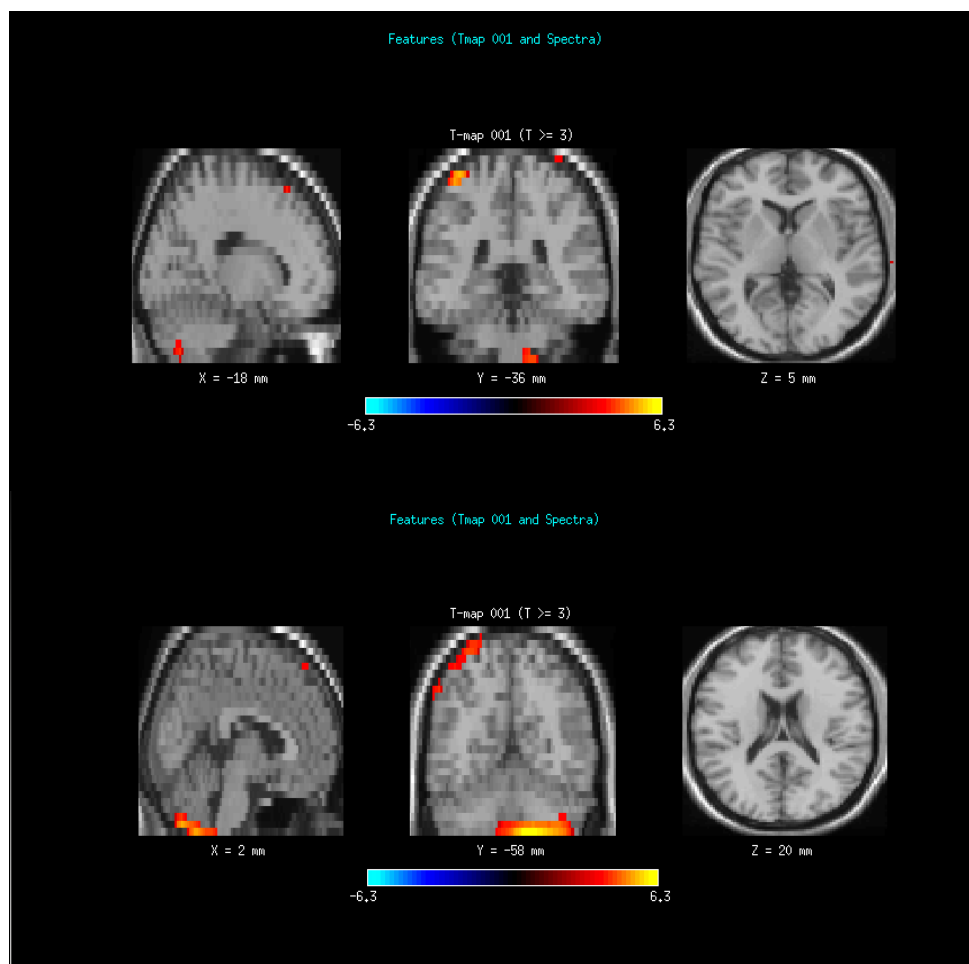 Features (Tmap 001 and Spectra)
T-map 001 (T >= 3)
X = -18 mm
Y = -36 mm
Z = 5 mm
-6.3
6.3
Features (Tmap 001 and Spectra)
T-map 001 (T >= 3)
X = 2 mm
Y = -58 mm
Z = 20 mm
-6.3
6.3